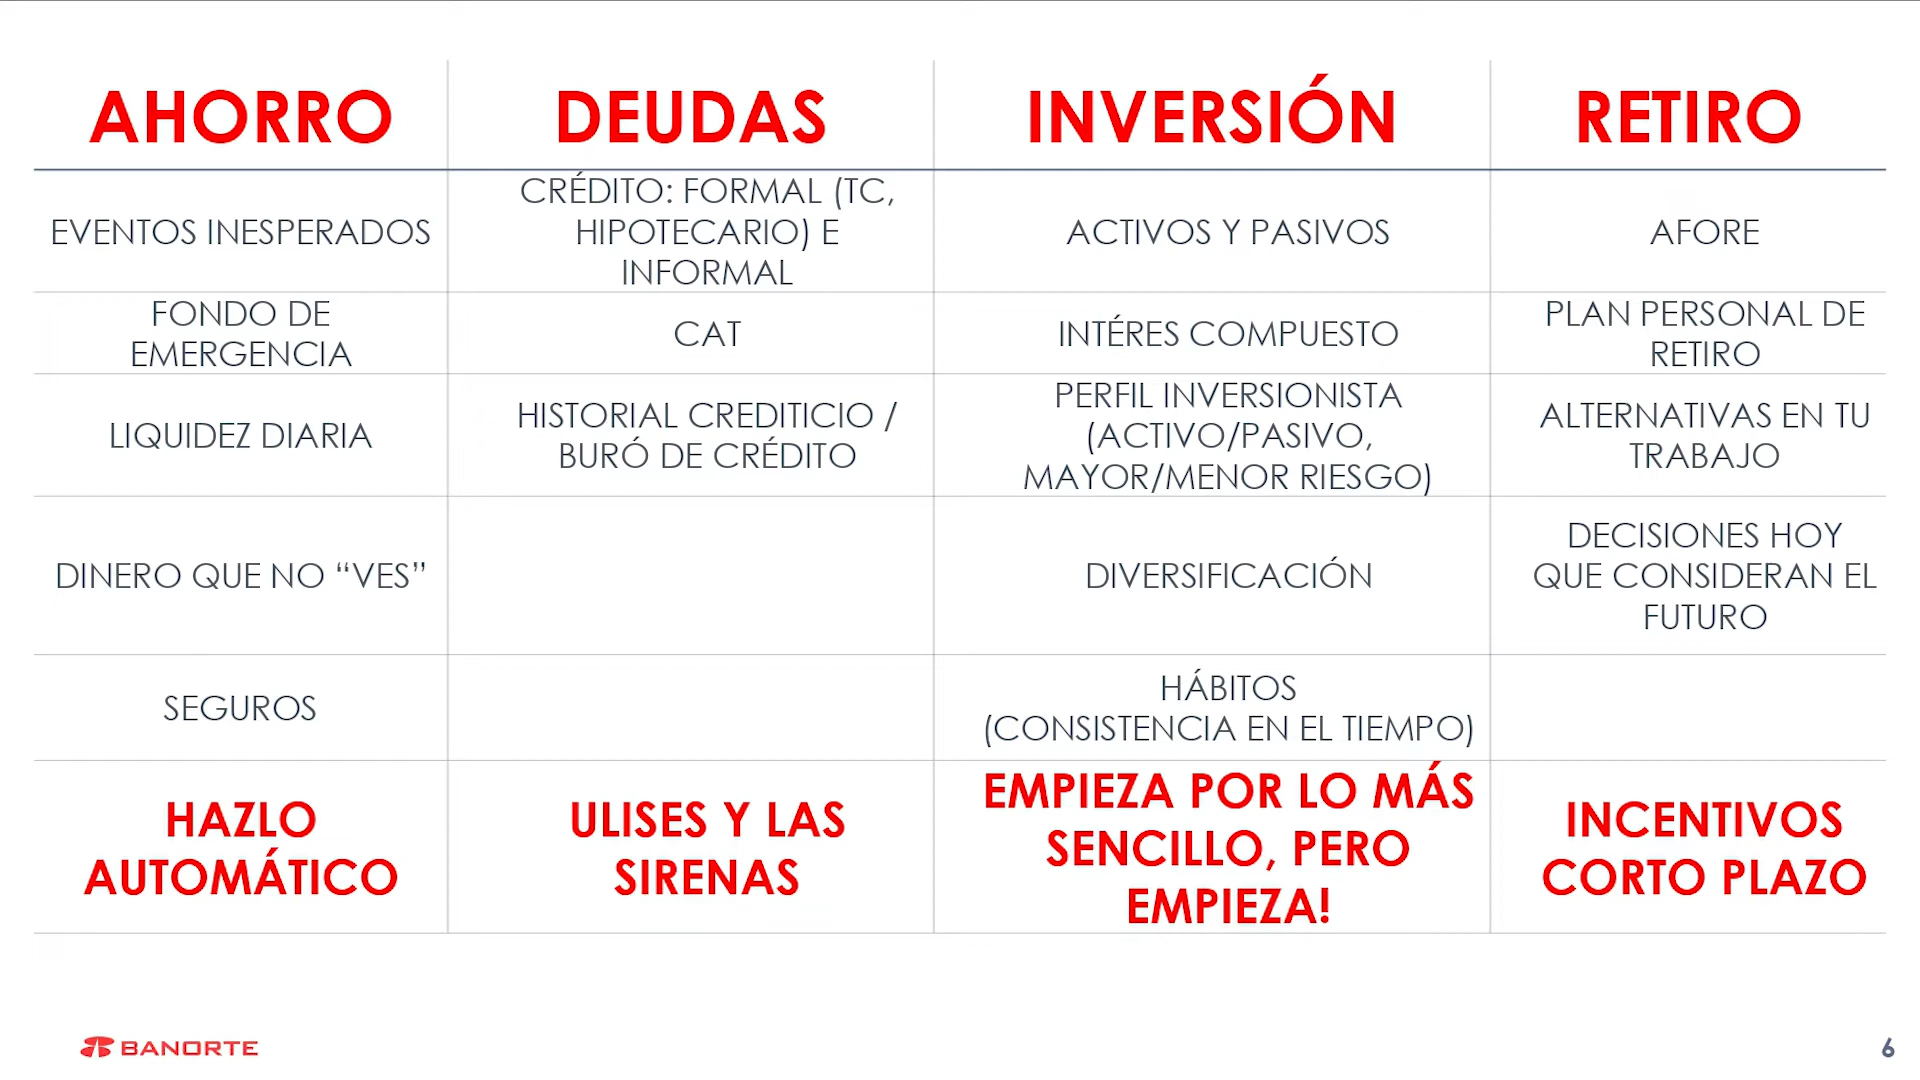 AHORRO
DEUDAS
INVERSIÓN
RETIRO
EVENTOS INESPERADOS
CRÉDITO: FORMAL (TC,
HIPOTECARIO) E
INFORMAL
ACTIVOS Y PASIVOS
AFORE
FONDO DE
EMERGENCIA
CAT
INTÉRES COMPUESTO
PLAN PERSONAL DE
RETIRO
LIQUIDEZ DIARIA
HISTORIAL CREDITICIO /
BURÓ DE CRÉDITO
PERFIL INVERSIONISTA
(ACTIVO/PASIVO,
MAYOR/MENOR RIESGO)
ALTERNATIVAS EN TU
TRABAJO
DINERO QUE NO “VES”
DIVERSIFICACIÓN
DECISIONES HOY
QUE CONSIDERAN EL
FUTURO
SEGUROS
HÁBITOS
(CONSISTENCIA EN EL TIEMPO)
HAZLO
AUTOMÁTICO
ULISES Y LAS
SIRENAS
EMPIEZA POR LO MÁS
SENCILLO, PERO
EMPIEZA!
INCENTIVOS
CORTO PLAZO
BANORTE
6